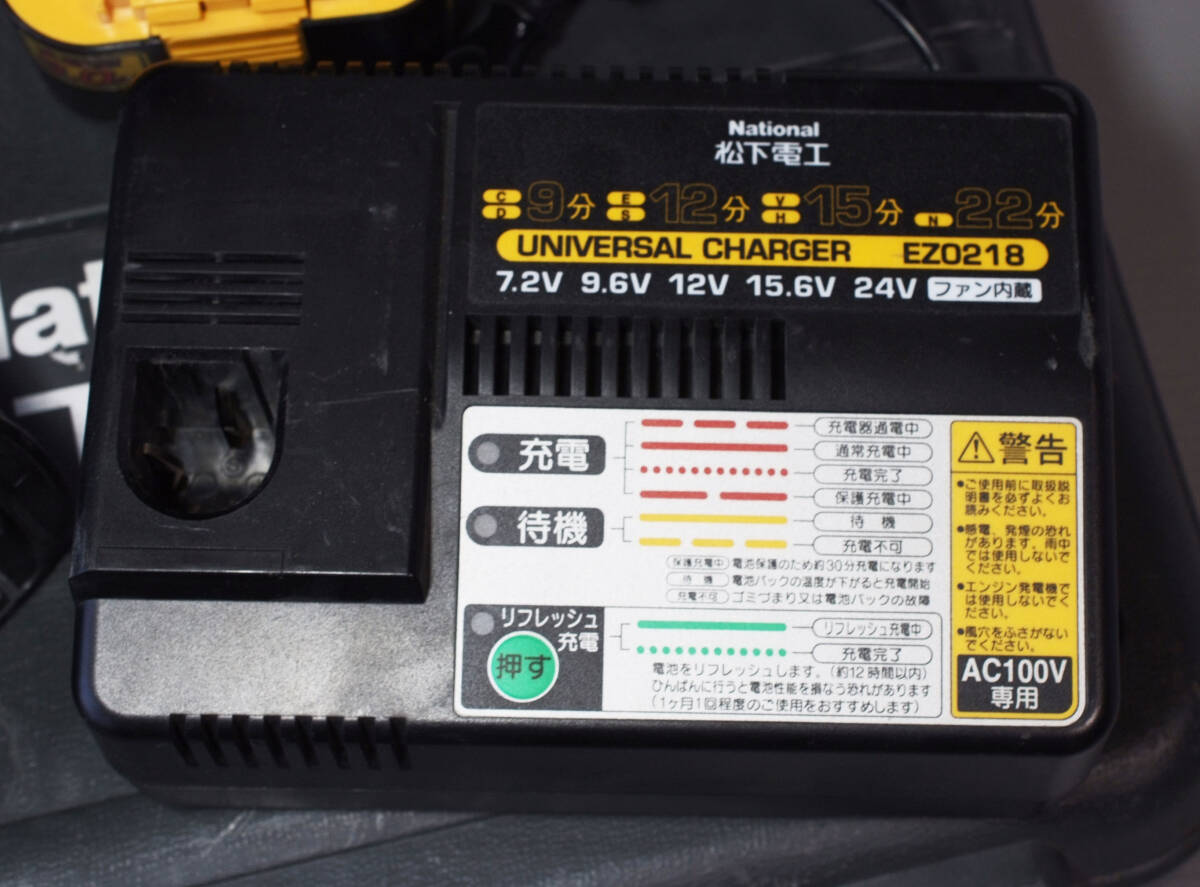 National
松下電工
C D 9分 E S 12分 V H 15分 N 22分
UNIVERSAL CHARGER EZ0218
7.2V 9.6V 12V 15.6V 24V ファン内蔵
充電
充電器通電中
通常充電中
充電完了
保護充電中
待機
待 機
充電不可
保護充電中 電池保護のため約30分充電になります
待 機 電池パックの温度が下がると充電開始
充電不可 ゴミづまり又は電池パックの故障
リフレッシュ
充電
押す
リフレッシュ充電中
充電完了
電池をリフレッシュします。(約12時間以内)
ひんぱんに行うと電池性能を損なう恐れがあります
(1ヶ月1回程度のご使用をおすすめします)
警告
●ご使用前に取扱説
明書を必ずよくお
読みください。
●感電、発煙の恐れ
があります。雨中
では使用しないで
ください。
●エンジン発電機で
は使用しないでく
ださい。
●風穴をふさがない
でください。
AC100V
専用
Nat